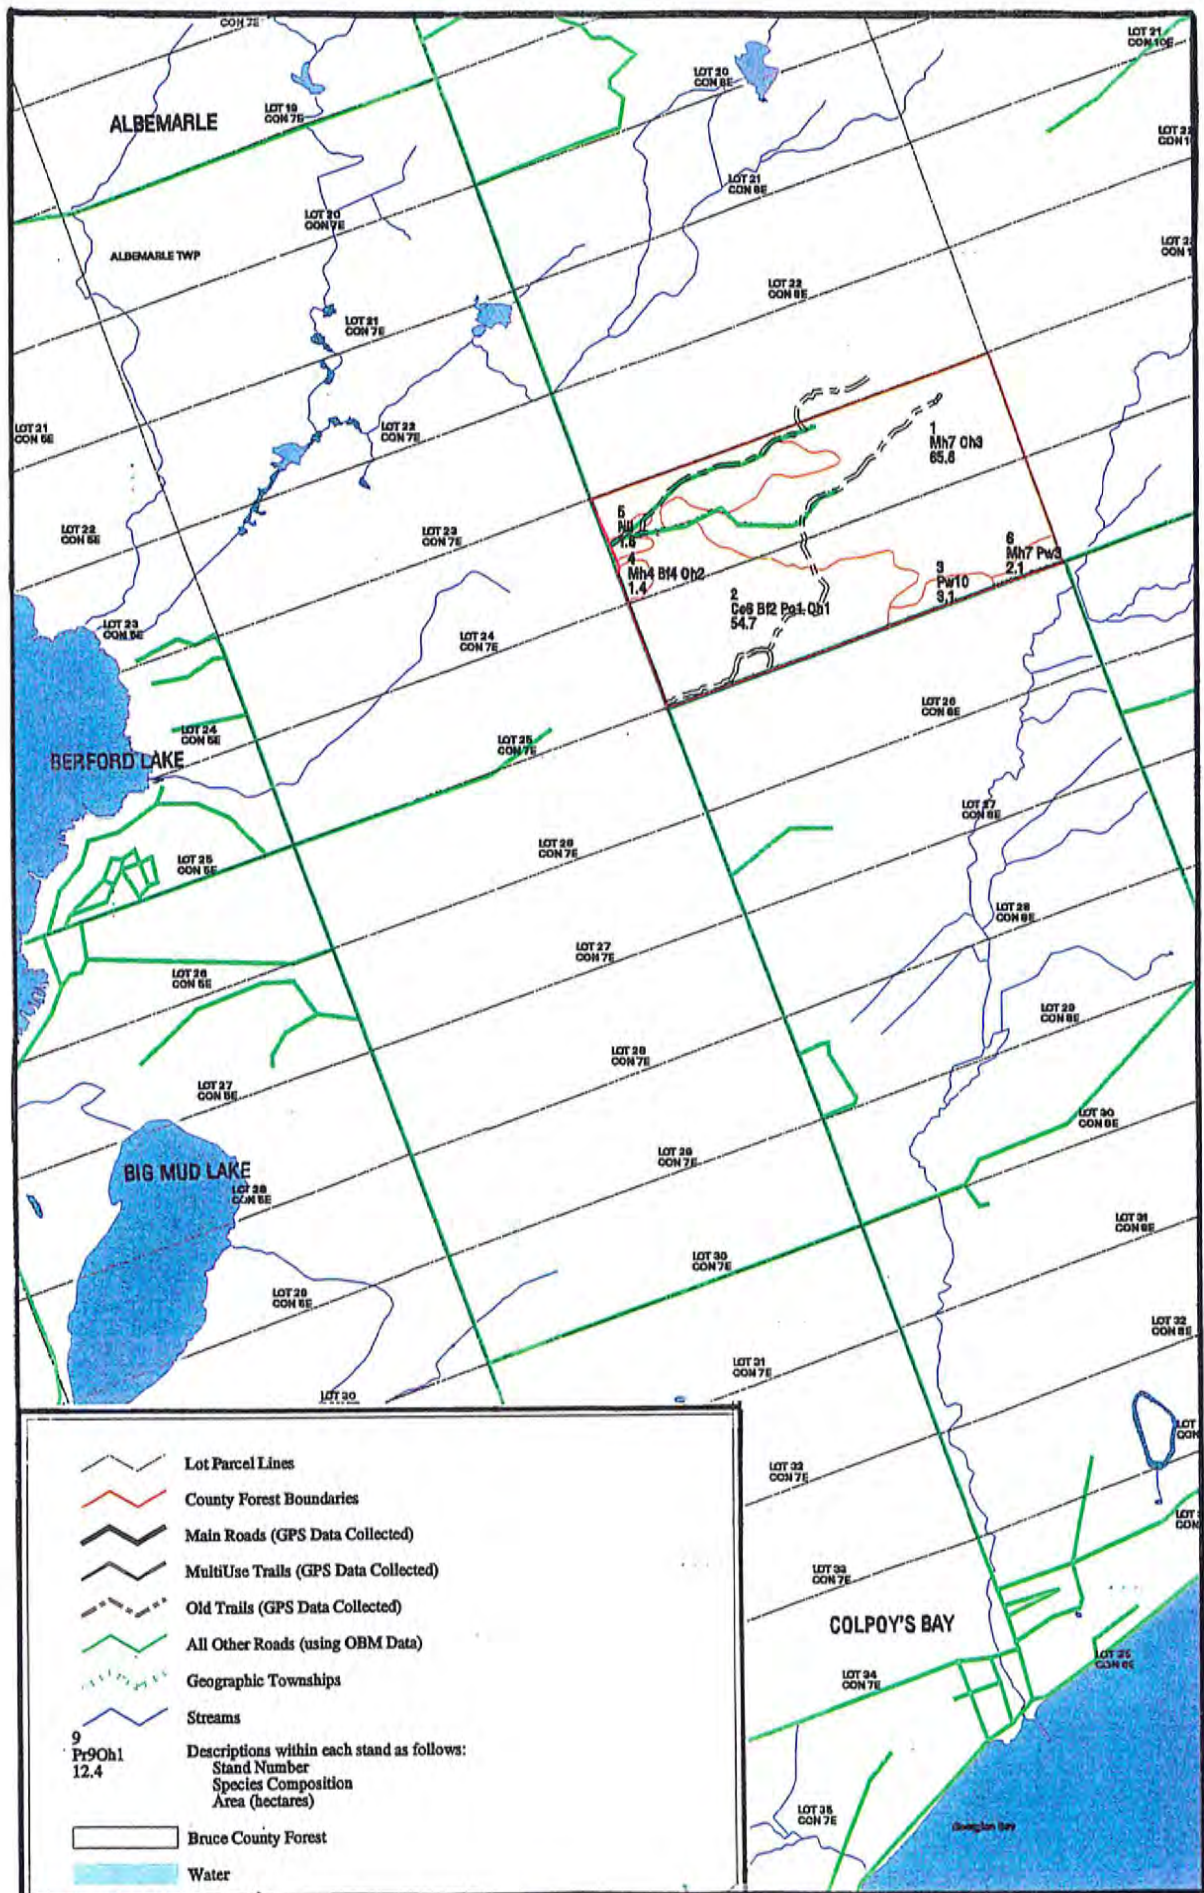 CON 7E
LOT 21
CON 10E
LOT 20
CON 8E
LOT 19
CON 7E
ALBEMARLE
LOT 21
CON 8E
LOT 20
CON 7E
ALBEMARLE TWP
LOT 22
CON 8E
LOT 21
CON 7E
LOT 21
CON 6E
LOT 22
CON 7E
1
Mh7 Oh3
65.6
LOT 22
CON 6E
LOT 23
CON 7E
5
Nil
1.6
4
Mh4 Bf4 Oh2
1.4
6
Mh7 Pw3
2.1
3
Pw10
3.1
2
Ce6 Bf2 Po1 Oh1
54.7
LOT 23
CON 6E
LOT 24
CON 7E
LOT 26
CON 8E
LOT 24
CON 6E
LOT 25
CON 7E
BERFORD LAKE
LOT 27
CON 8E
LOT 26
CON 7E
LOT 25
CON 6E
LOT 28
CON 8E
LOT 27
CON 7E
LOT 26
CON 6E
LOT 29
CON 8E
LOT 28
CON 7E
LOT 27
CON 6E
LOT 30
CON 8E
LOT 29
CON 7E
BIG MUD LAKE
LOT 28
CON 6E
LOT 31
CON 8E
LOT 30
CON 7E
LOT 29
CON 6E
LOT 32
CON 8E
LOT 31
CON 7E
LOT 30
LOT
CON
LOT 32
CON 7E
LOT
CON
LOT 33
CON 7E
COLPOY'S BAY
LOT 35
CON 8E
LOT 34
CON 7E
LOT 35
CON 7E
Georgian Bay
Lot Parcel Lines
County Forest Boundaries
Main Roads (GPS Data Collected)
MultiUse Trails (GPS Data Collected)
Old Trails (GPS Data Collected)
All Other Roads (using OBM Data)
Geographic Townships
Streams
9
Pr9Oh1
12.4
Descriptions within each stand as follows:
Stand Number
Species Composition
Area (hectares)
Bruce County Forest
Water